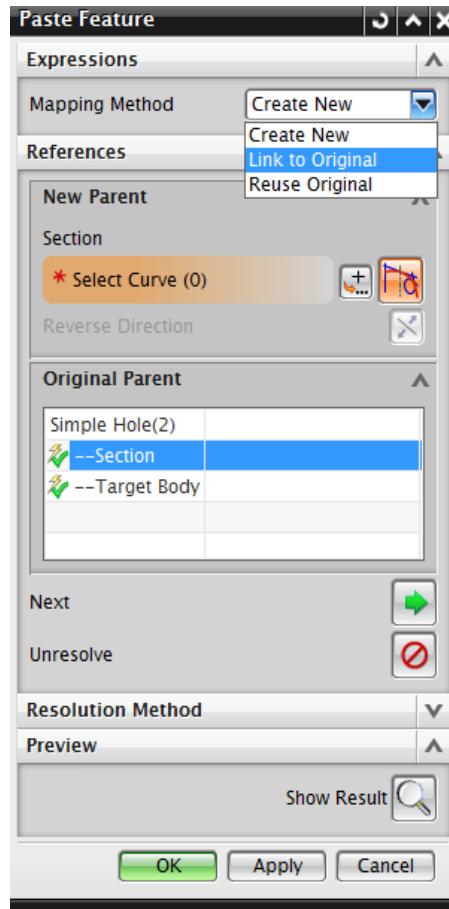 Paste Feature
Expressions
Mapping Method Create New
Create New
Link to Original
Reuse Original
References
New Parent
Section
* Select Curve (0)
Reverse Direction
Original Parent
Simple Hole(2)
--Section
--Target Body
Next
Unresolve
Resolution Method
Preview
Show Result
OK Apply Cancel